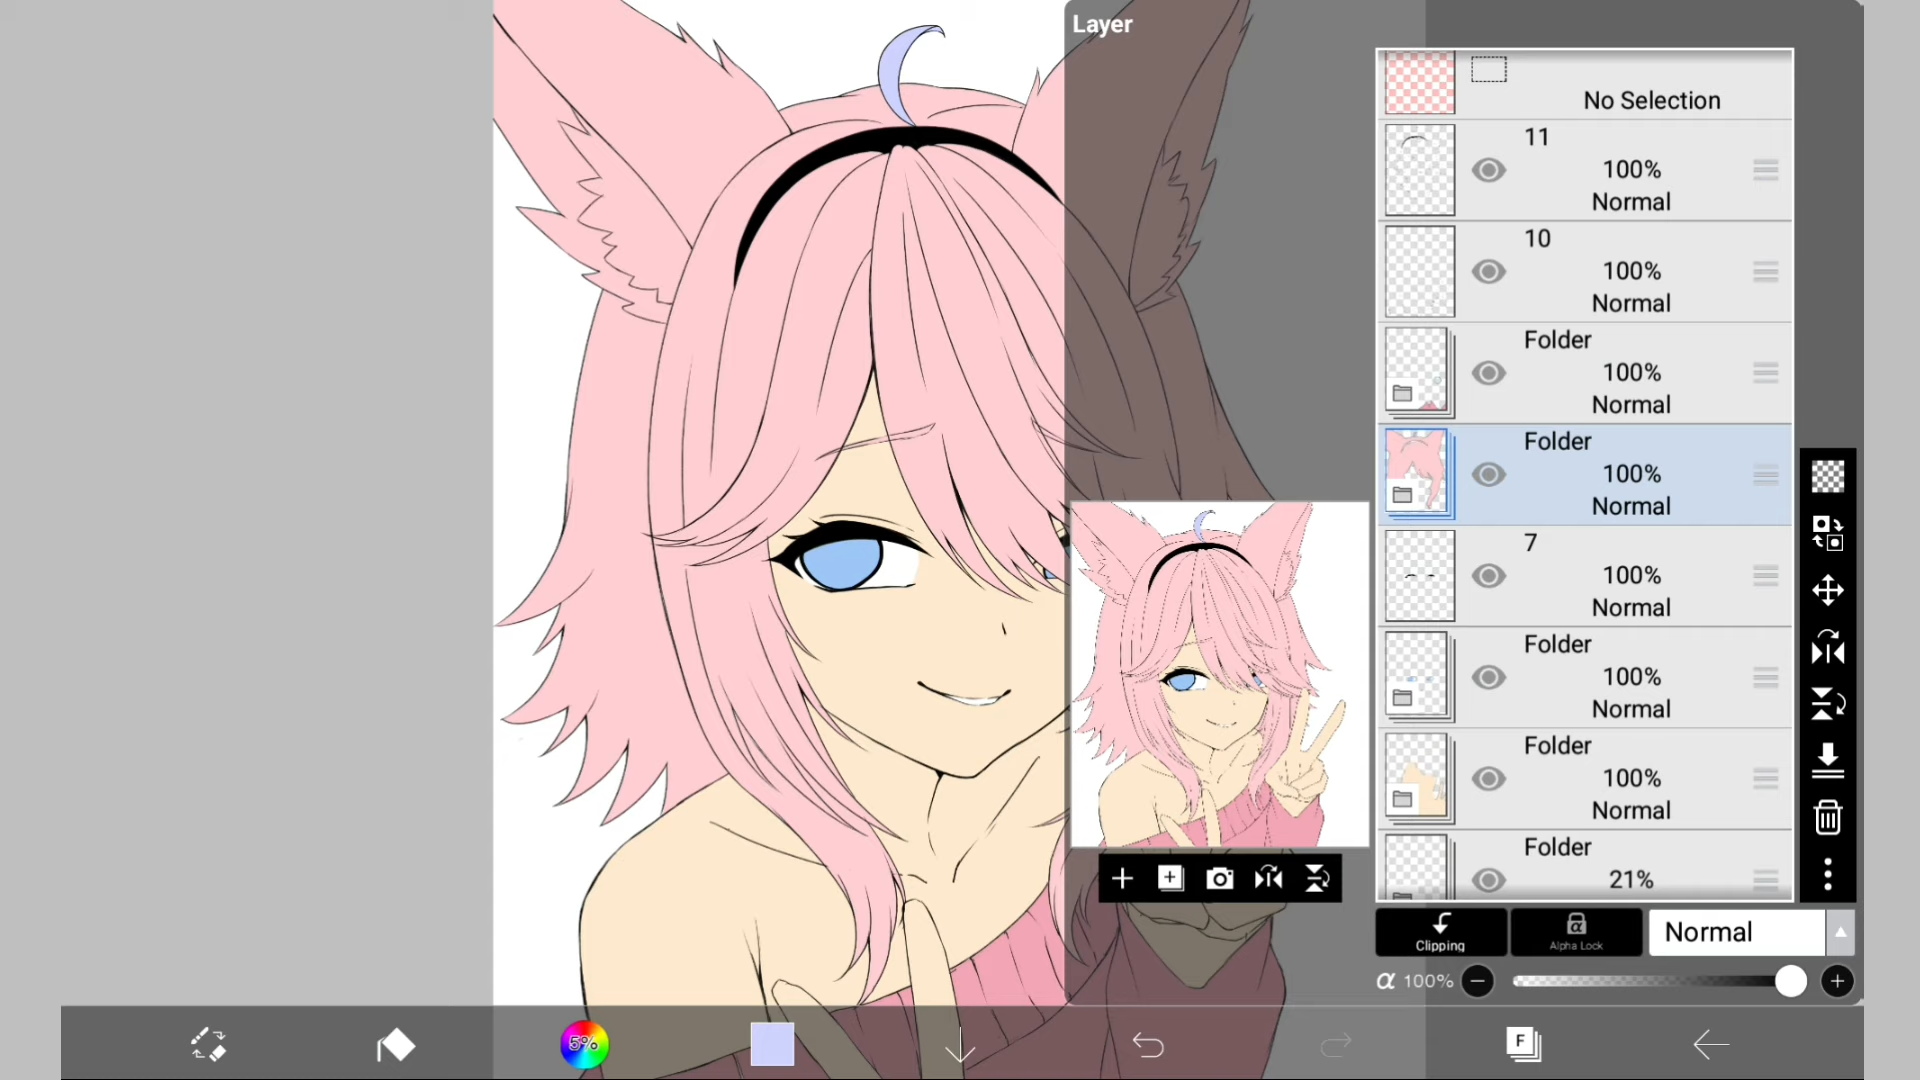 Layer
No Selection
11
100%
Normal
10
100%
Normal
Folder
100%
Normal
Folder
100%
Normal
7
100%
Normal
Folder
100%
Normal
Folder
100%
Normal
Folder
21%
Clipping
α
Alpha Lock
Normal
α 100%
5%
F